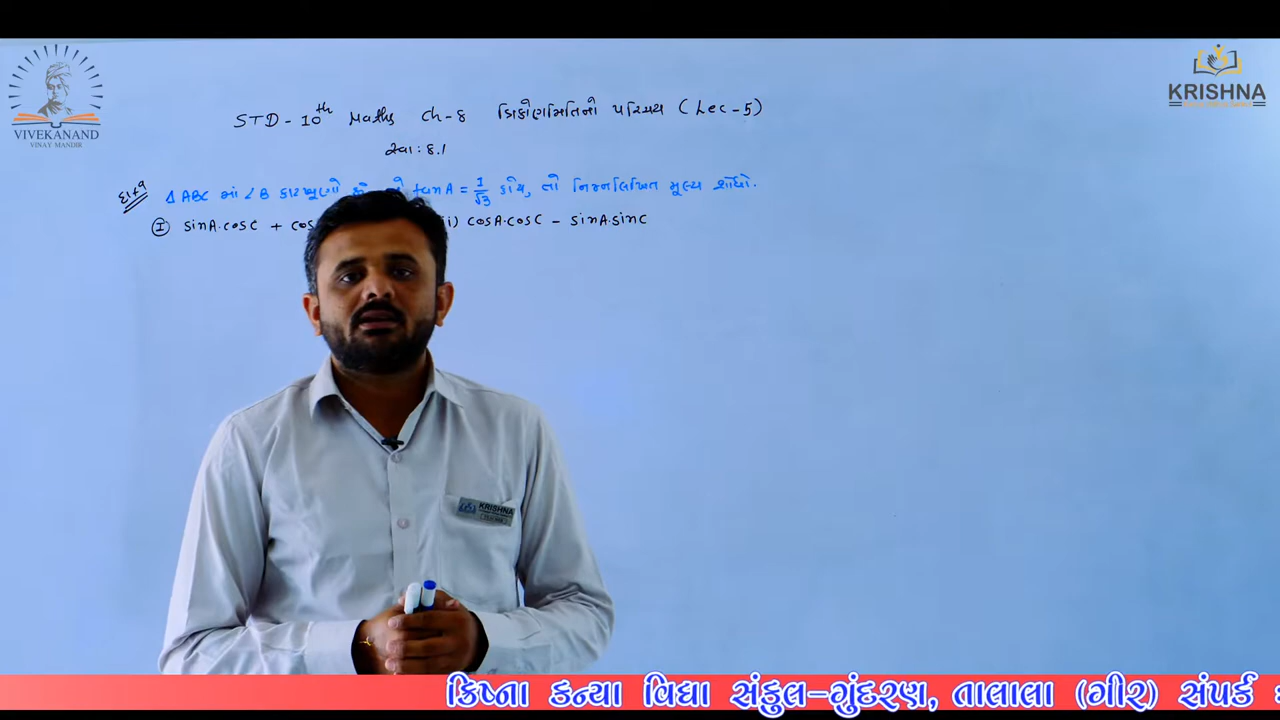 VIVEKANAND
VINAY MANDIR
KRISHNA
STD - 10th Maths Ch-8 ત્રિકોણમિતિનો પરિચય (Lec-5)
સ્વા : 8.1
દા-9
Δ ABC માં ∠B કાટખૂણો tanA = 1/√3 હોય, તો નિમ્નલિખિત મૂલ્ય શોધો.
(I) sinA·cosC + cos ii) cosA·cosC - sinA·sinC
KRISHNA
ક્રિષ્ના કન્યા વિદ્યા સંકુલ-ગુંદરણ, તાલાલા (ગીર) સંપર્ક :